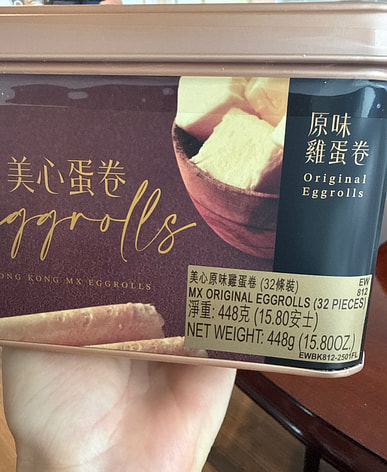 美心蛋卷
eggrolls
ONG KONG MX EGGROLLS
原味
雞蛋卷
Original
Eggrolls
美心原味雞蛋卷 (32條裝)
EW
812
MX ORIGINAL EGGROLLS (32 PIECES)
淨重: 448克 (15.80安士)
NET WEIGHT: 448g (15.80OZ.)
EWBK812-2501FL